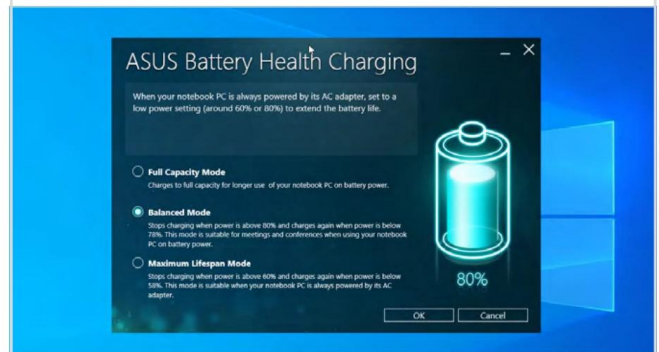 ASUS Battery Health Charging
When your notebook PC is always powered by its AC adapter, set to a
low power setting (around 60% or 80%) to extend the battery life.
Full Capacity Mode
Charges to full capacity for longer use of your notebook PC on battery power.
Balanced Mode
Stops charging when power is above 80% and charges again when power is below
78%. This mode is suitable for meetings and conferences when using your notebook
PC on battery power.
Maximum Lifespan Mode
Stops charging when power is above 60% and charges again when power is below
58%. This mode is suitable when your notebook PC is always powered by its AC
adapter.
80%
OK
Cancel